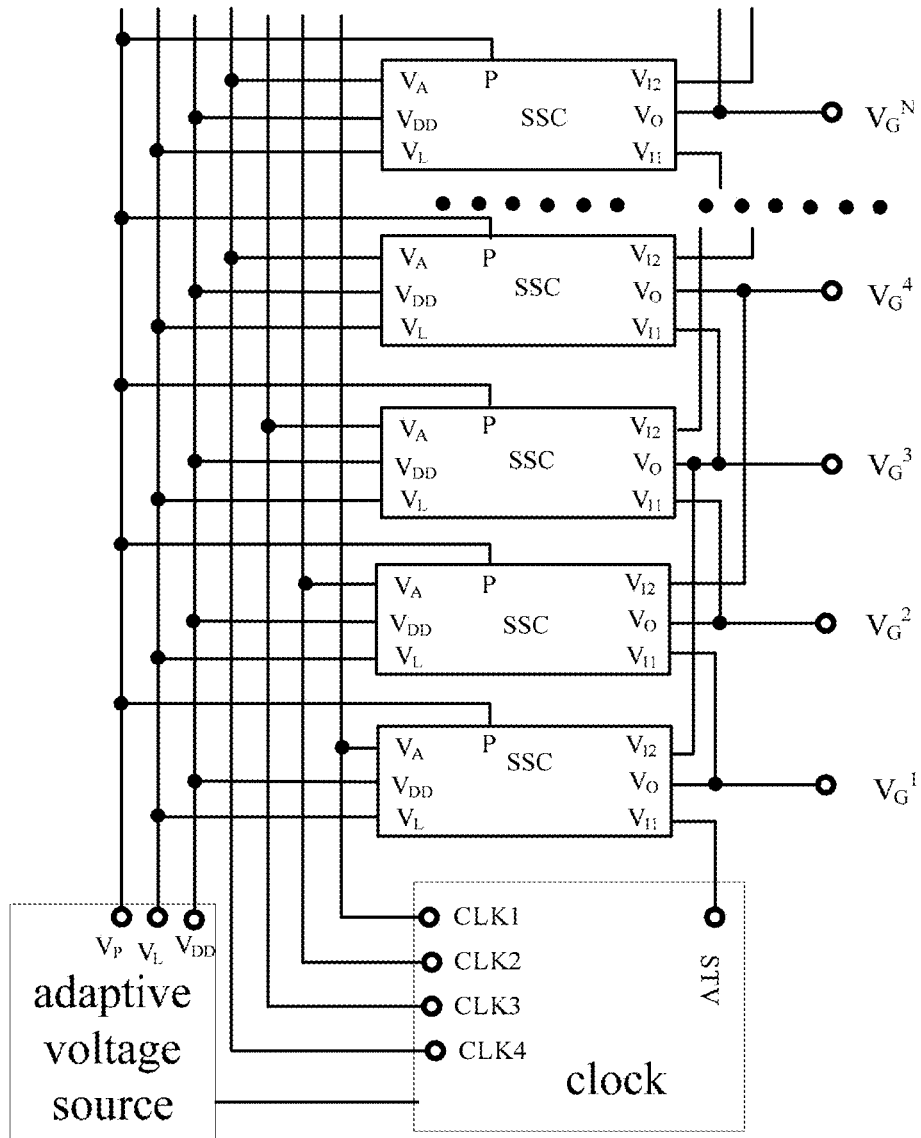 P
V_A V_I2
V_DD SSC V_O V_G^N
V_L V_I1
P
V_A V_I2
V_DD SSC V_O V_G^4
V_L V_I1
P
V_A V_I2
V_DD SSC V_O V_G^3
V_L V_I1
P
V_A V_I2
V_DD SSC V_O V_G^2
V_L V_I1
P
V_A V_I2
V_DD SSC V_O V_G^1
V_L V_I1
V_P V_L V_DD
adaptive
voltage
source
CLK1
CLK2
CLK3
CLK4
STV
clock